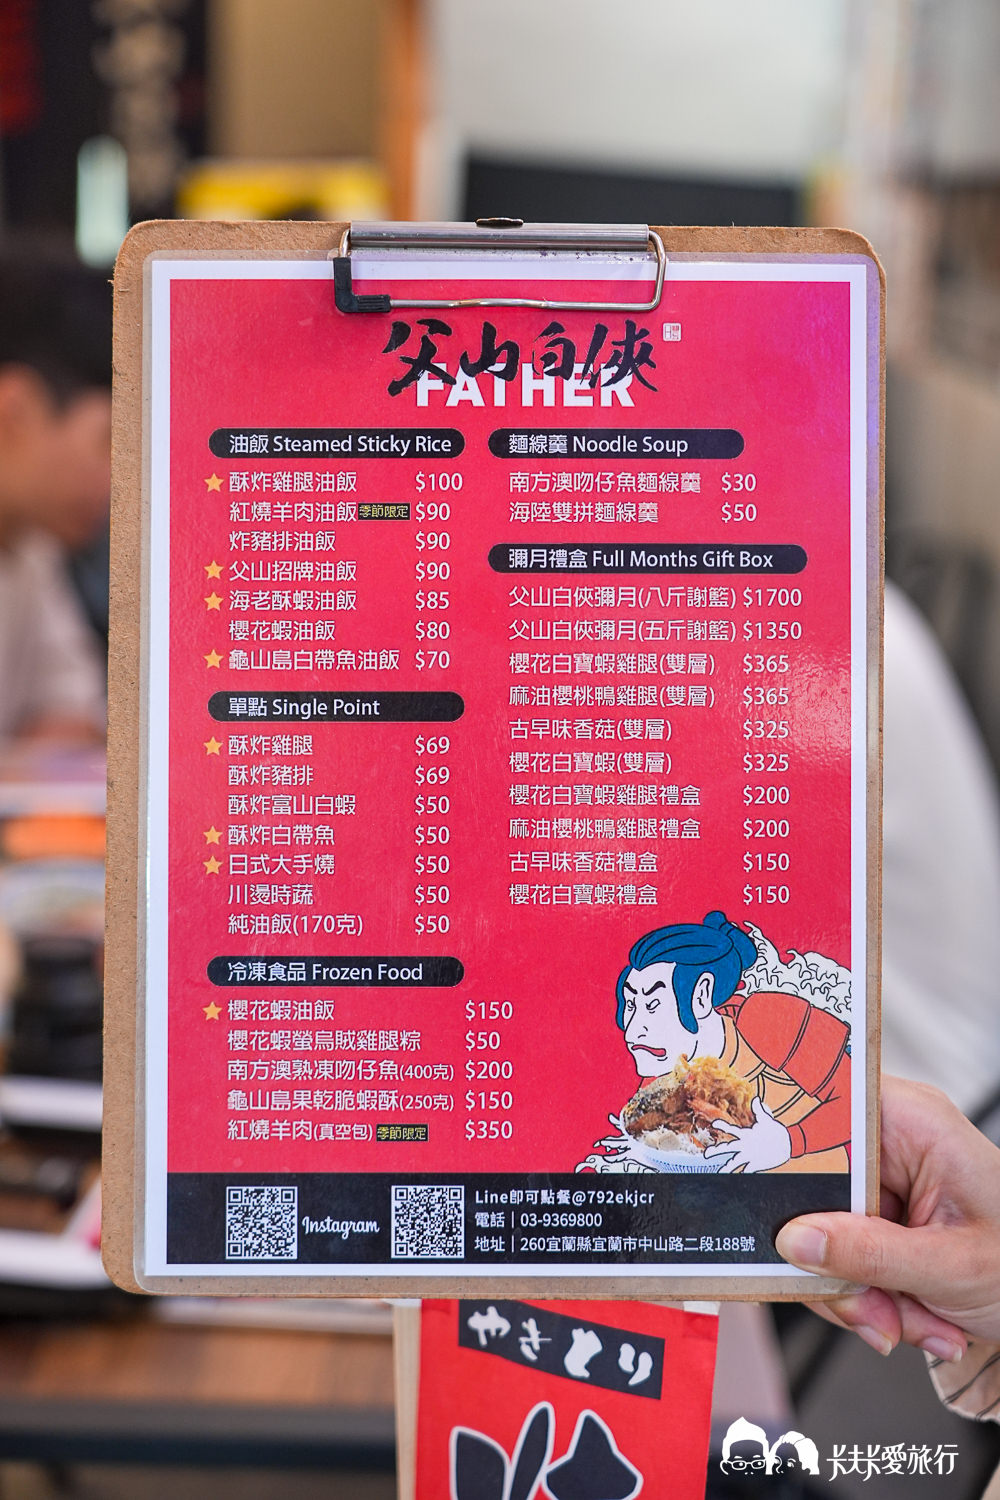 父山白俠
FATHER
油飯 Steamed Sticky Rice
酥炸雞腿油飯 $100
紅燒羊肉油飯 季節限定 $90
炸豬排油飯 $90
父山招牌油飯 $90
海老酥蝦油飯 $85
櫻花蝦油飯 $80
龜山島白帶魚油飯 $70
單點 Single Point
酥炸雞腿 $69
酥炸豬排 $69
酥炸富山白蝦 $50
酥炸白帶魚 $50
日式大手燒 $50
川燙時蔬 $50
純油飯(170克) $50
冷凍食品 Frozen Food
櫻花蝦油飯 $150
櫻花蝦螢烏賊雞腿粽 $50
南方澳熟凍吻仔魚(400克) $200
龜山島果乾脆蝦酥(250克) $150
紅燒羊肉(真空包) 季節限定 $350
麵線羹 Noodle Soup
南方澳吻仔魚麵線羹 $30
海陸雙拼麵線羹 $50
彌月禮盒 Full Months Gift Box
父山白俠彌月(八斤謝籃) $1700
父山白俠彌月(五斤謝籃) $1350
櫻花白寶蝦雞腿(雙層) $365
麻油櫻桃鴨雞腿(雙層) $365
古早味香菇(雙層) $325
櫻花白寶蝦(雙層) $325
櫻花白寶蝦雞腿禮盒 $200
麻油櫻桃鴨雞腿禮盒 $200
古早味香菇禮盒 $150
櫻花白寶蝦禮盒 $150
Instagram
Line即可點餐@792ekjcr
電話｜03-9369800
地址｜260宜蘭縣宜蘭市中山路二段188號
やきとり
卡夫卡愛旅行